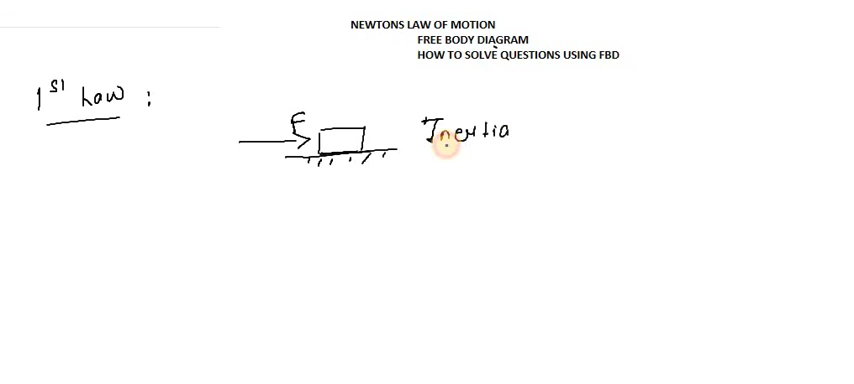 NEWTONS LAW OF MOTION
FREE BODY DIAGRAM
HOW TO SOLVE QUESTIONS USING FBD
1st Law :
F
Inertia